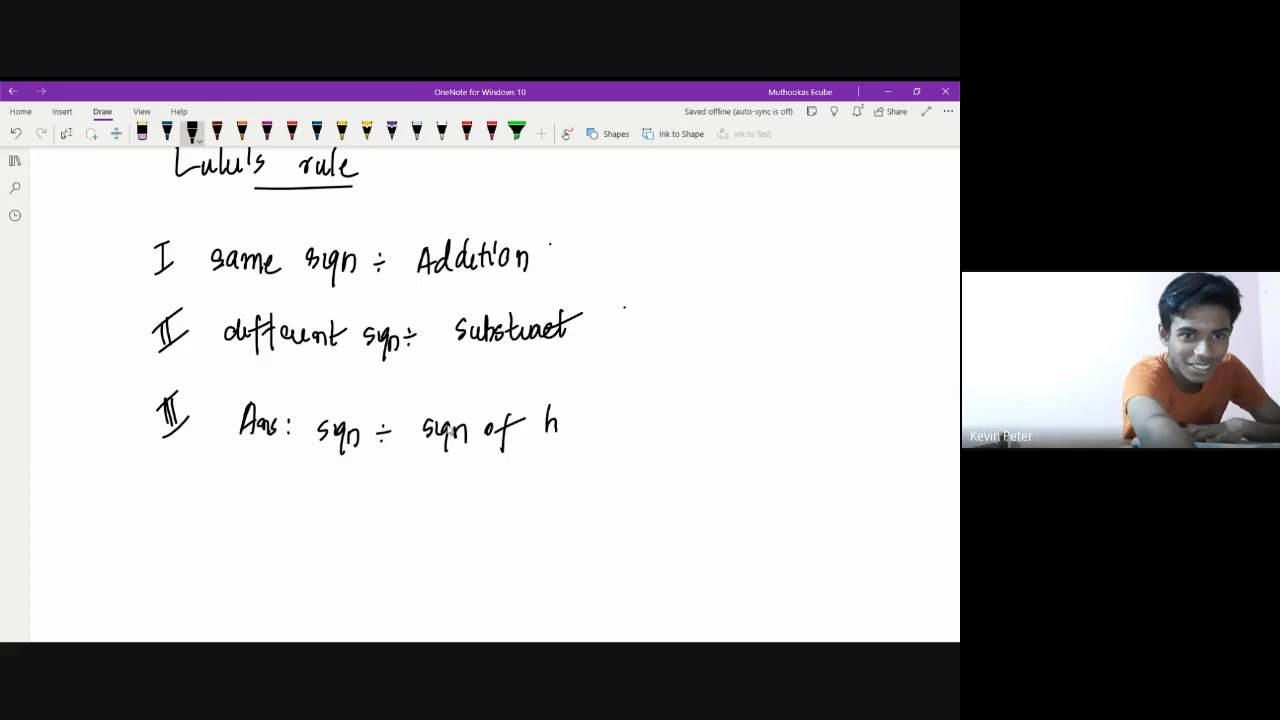 OneNote for Windows 10
Muthookas Ecube
Home Insert Draw View Help
Saved offline (auto-sync is off)
Share
Shapes
Ink to Shape
Ink to Text
Lulu's rule
I same sign ÷ Addition
II different sign ÷ substract
III Ans: sign ÷ sign of h
Kevin Peter